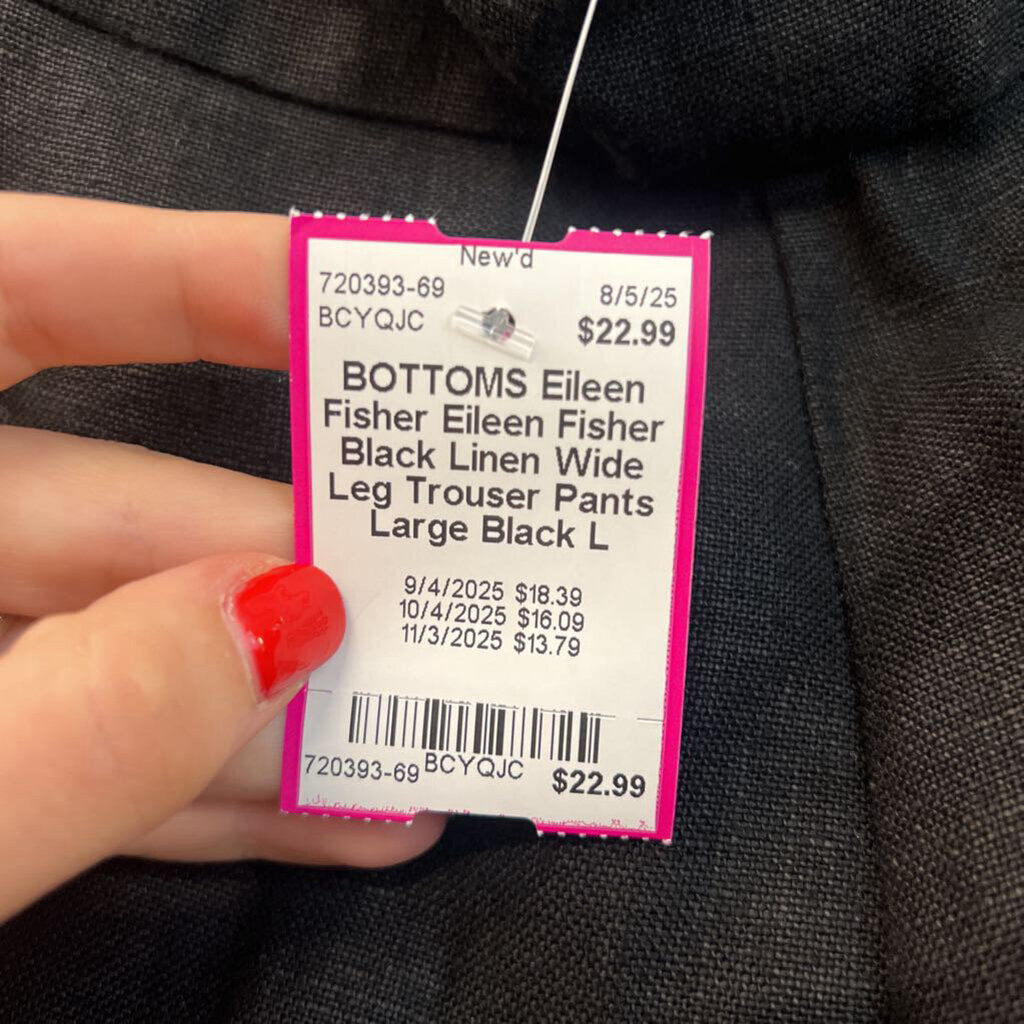 New'd
720393-69 8/5/25
BCYQJC $22.99
BOTTOMS Eileen
Fisher Eileen Fisher
Black Linen Wide
Leg Trouser Pants
Large Black L
9/4/2025 $18.39
10/4/2025 $16.09
11/3/2025 $13.79
720393-69 BCYQJC $22.99